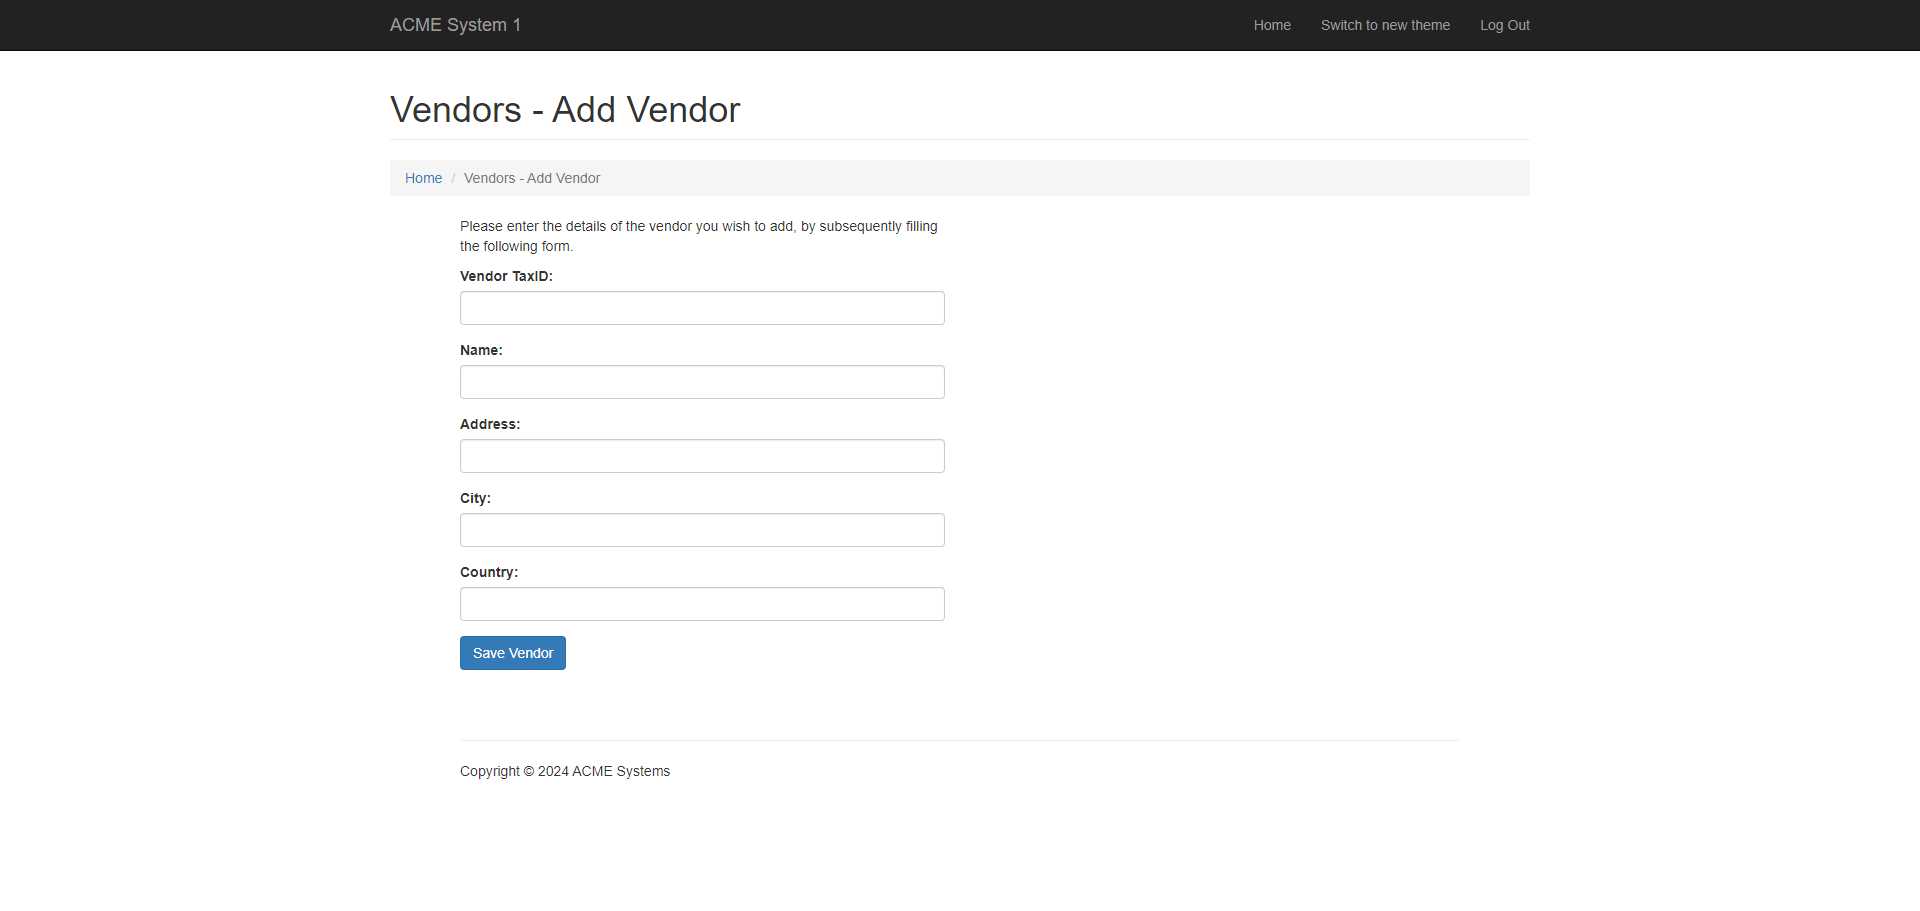 ACME System 1
Home
Switch to new theme
Log Out
Vendors - Add Vendor
Home / Vendors - Add Vendor
Please enter the details of the vendor you wish to add, by subsequently filling
the following form.
Vendor TaxID:
Name:
Address:
City:
Country:
Save Vendor
Copyright © 2024 ACME Systems